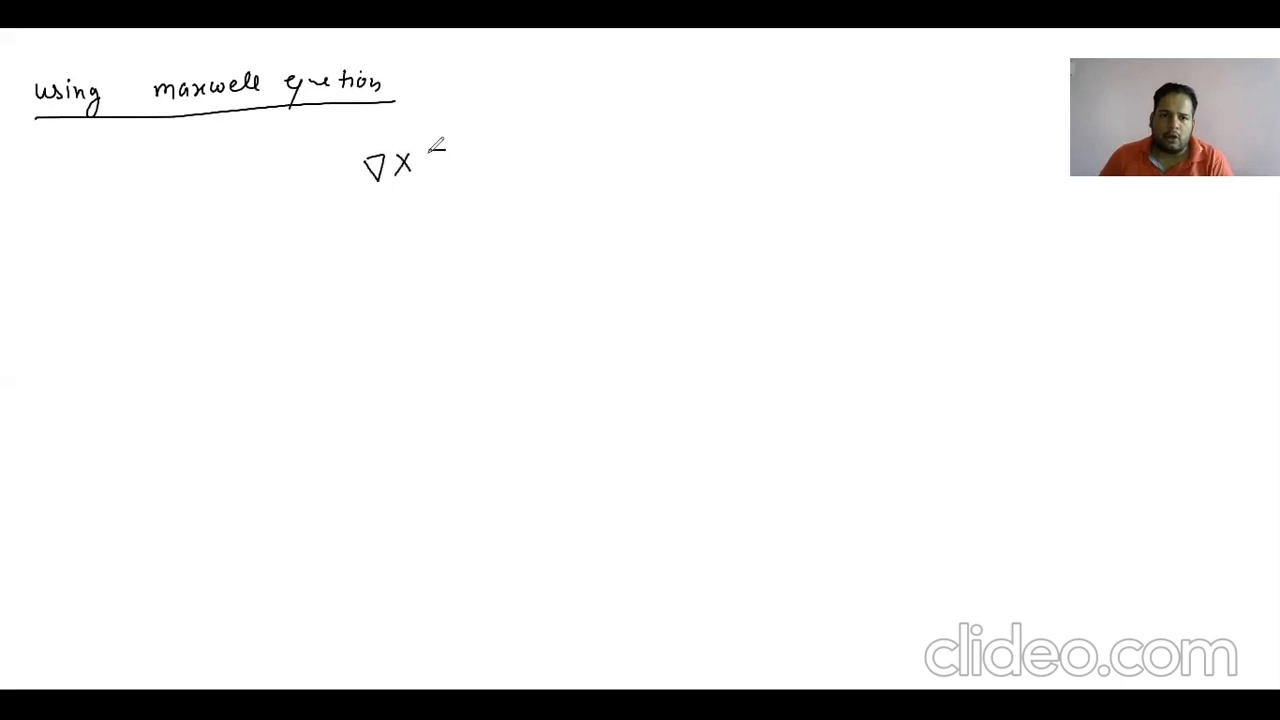 using maxwell eqution
∇ x
clideo.com